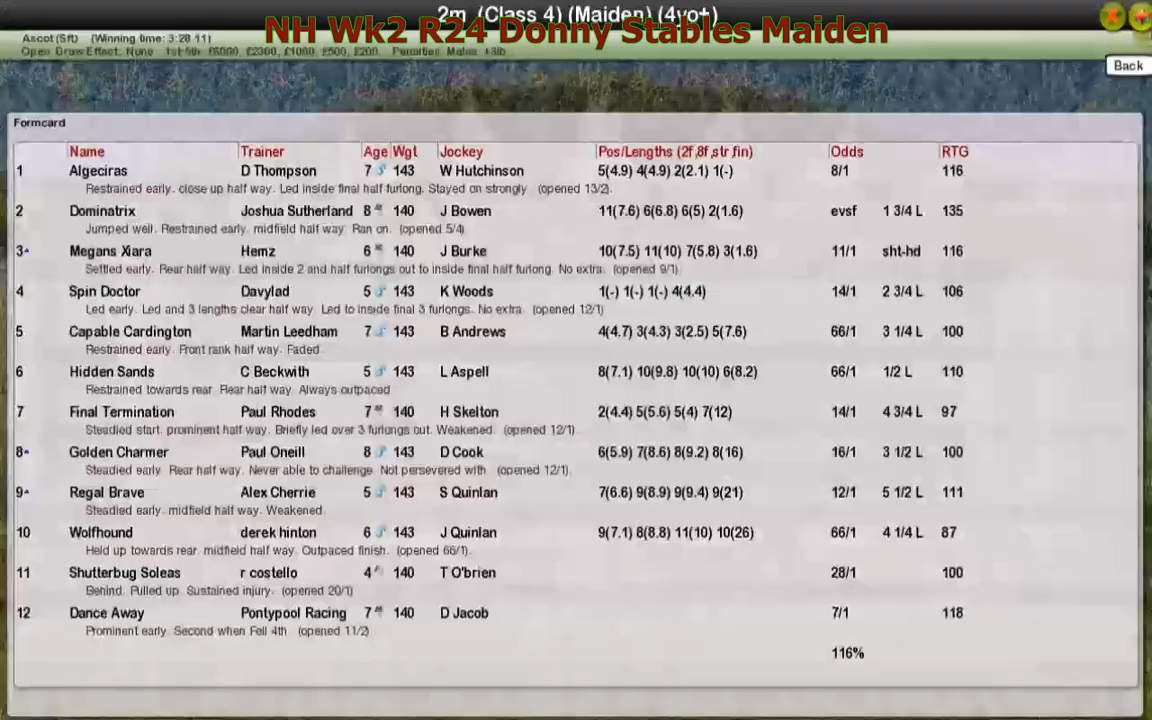 2m (Class 4) (Maiden) (4yo+)
NH Wk2 R24 Donny Stables Maiden
Ascot(Sft) (Winning time: 3:28.11)
Open Draw Effect: None 1st-5th: £6000, £2300, £1000, £500, £200. Penalties Males +3lb
Back
Formcard
Name Trainer Age Wgt Jockey Pos/Lengths (2f,8f,str,fin) Odds RTG
1 Algeciras D Thompson 7 143 W Hutchinson 5(4.9) 4(4.9) 2(2.1) 1(-) 8/1 116
Restrained early. close up half way. Led inside final half furlong. Stayed on strongly (opened 13/2).
2 Dominatrix Joshua Sutherland 8 140 J Bowen 11(7.6) 6(6.8) 6(5) 2(1.6) evsf 1 3/4 L 135
Jumped well. Restrained early. midfield half way. Ran on. (opened 5/4)
3 Megans Xiara Hemz 6 140 J Burke 10(7.5) 11(10) 7(5.8) 3(1.6) 11/1 sht-hd 116
Settled early. Rear half way. Led inside 2 and half furlongs out to inside final half furlong. No extra. (opened 9/1)
4 Spin Doctor Davylad 5 143 K Woods 1(-) 1(-) 1(-) 4(4.4) 14/1 2 3/4 L 106
Led early. Led and 3 lengths clear half way. Led to inside final 3 furlongs. No extra (opened 12/1)
5 Capable Cardington Martin Leedham 7 143 B Andrews 4(4.7) 3(4.3) 3(2.5) 5(7.6) 66/1 3 1/4 L 100
Restrained early. Front rank half way. Faded.
6 Hidden Sands C Beckwith 5 143 L Aspell 8(7.1) 10(9.8) 10(10) 6(8.2) 66/1 1/2 L 110
Restrained towards rear. Rear half way. Always outpaced
7 Final Termination Paul Rhodes 7 140 H Skelton 2(4.4) 5(5.6) 5(4) 7(12) 14/1 4 3/4 L 97
Steadied start. prominent half way. Briefly led over 3 furlongs out. Weakened. (opened 12/1).
8 Golden Charmer Paul Oneill 8 143 D Cook 6(5.9) 7(8.6) 8(9.2) 8(16) 16/1 3 1/2 L 100
Steadied early. Rear half way. Never able to challenge. Not persevered with (opened 12/1).
9 Regal Brave Alex Cherrie 5 143 S Quinlan 7(6.6) 9(8.9) 9(9.4) 9(21) 12/1 5 1/2 L 111
Steadied early. midfield half way. Weakened.
10 Wolfhound derek hinton 6 143 J Quinlan 9(7.1) 8(8.8) 11(10) 10(26) 66/1 4 1/4 L 87
Held up towards rear. midfield half way. Outpaced finish. (opened 66/1).
11 Shutterbug Soleas r costello 4 140 T O'brien 28/1 100
Behind. Pulled up. Sustained injury. (opened 20/1)
12 Dance Away Pontypool Racing 7 140 D Jacob 7/1 118
Prominent early. Second when Fell 4th (opened 11/2)
116%